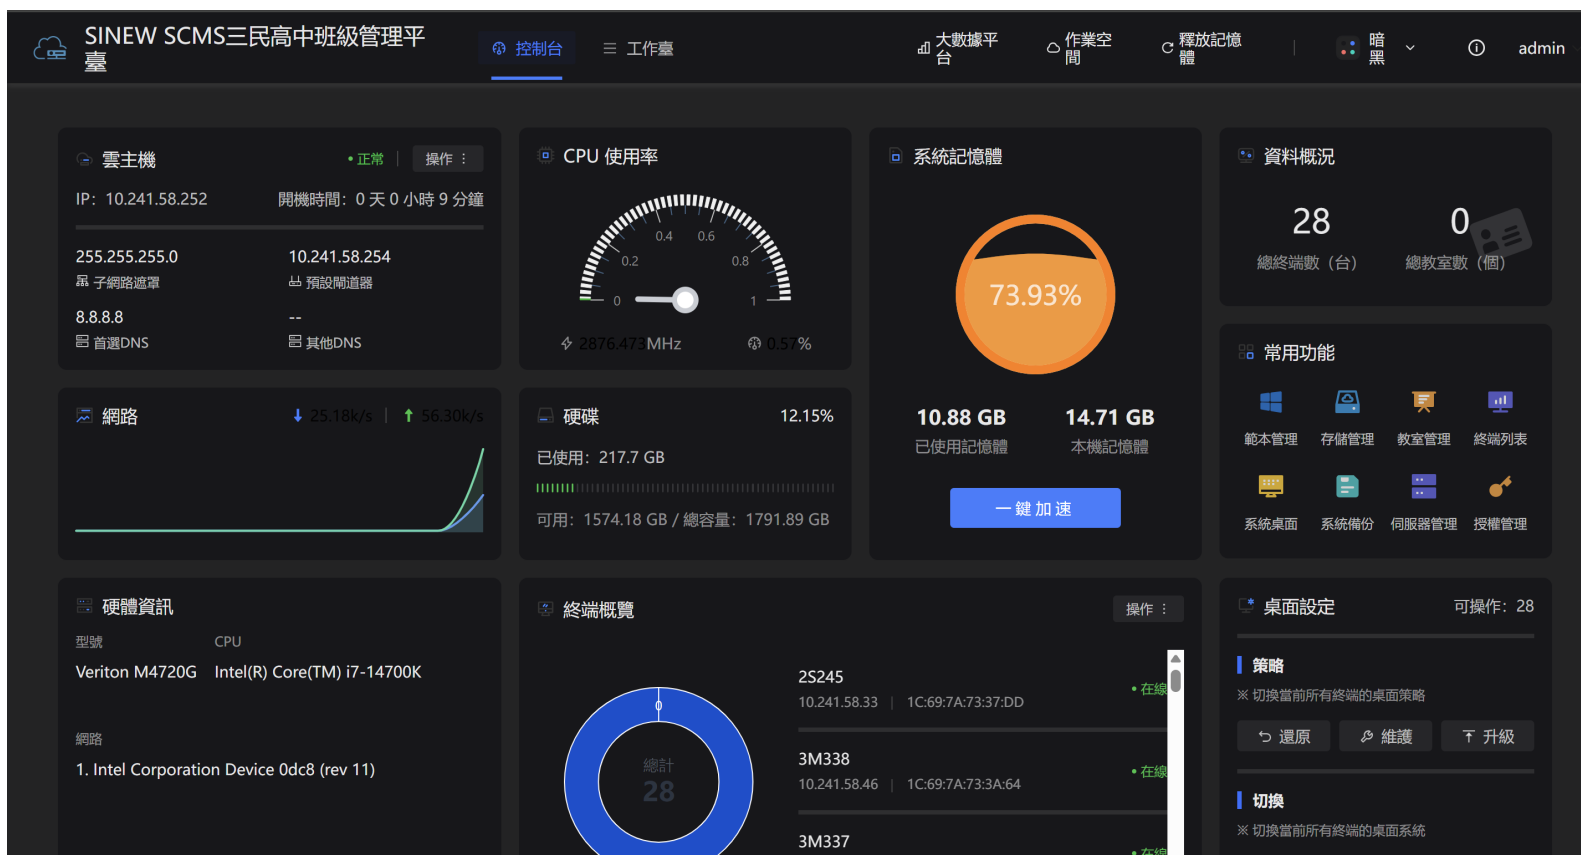 SINEW SCMS三民高中班級管理平
臺
控制台
工作臺
大數據平
台
作業空
間
釋放記憶
體
暗
黑
admin
雲主機
• 正常
操作 ⋮
IP：10.241.58.252
開機時間：0 天 0 小時 9 分鐘
255.255.255.0
子網路遮罩
10.241.58.254
預設閘道器
8.8.8.8
首選DNS
--
其他DNS
CPU 使用率
0
0.2
0.4
0.6
0.8
1
2876.473MHz
0.57%
系統記憶體
73.93%
10.88 GB
已使用記憶體
14.71 GB
本機記憶體
一鍵加速
資料概況
28
總終端數（台）
0
總教室數（個）
網路
25.18k/s
56.30k/s
硬碟
12.15%
已使用：217.7 GB
可用：1574.18 GB / 總容量：1791.89 GB
常用功能
範本管理
存儲管理
教室管理
終端列表
系統桌面
系統備份
伺服器管理
授權管理
硬體資訊
型號
CPU
Veriton M4720G
Intel(R) Core(TM) i7-14700K
網路
1. Intel Corporation Device 0dc8 (rev 11)
終端概覽
操作 ⋮
0
總計
28
2S245
10.241.58.33 | 1C:69:7A:73:37:DD
• 在線
3M338
10.241.58.46 | 1C:69:7A:73:3A:64
• 在線
3M337
• 在線
桌面設定
可操作：28
策略
※ 切換當前所有終端的桌面策略
還原
維護
升級
切換
※ 切換當前所有終端的桌面系統